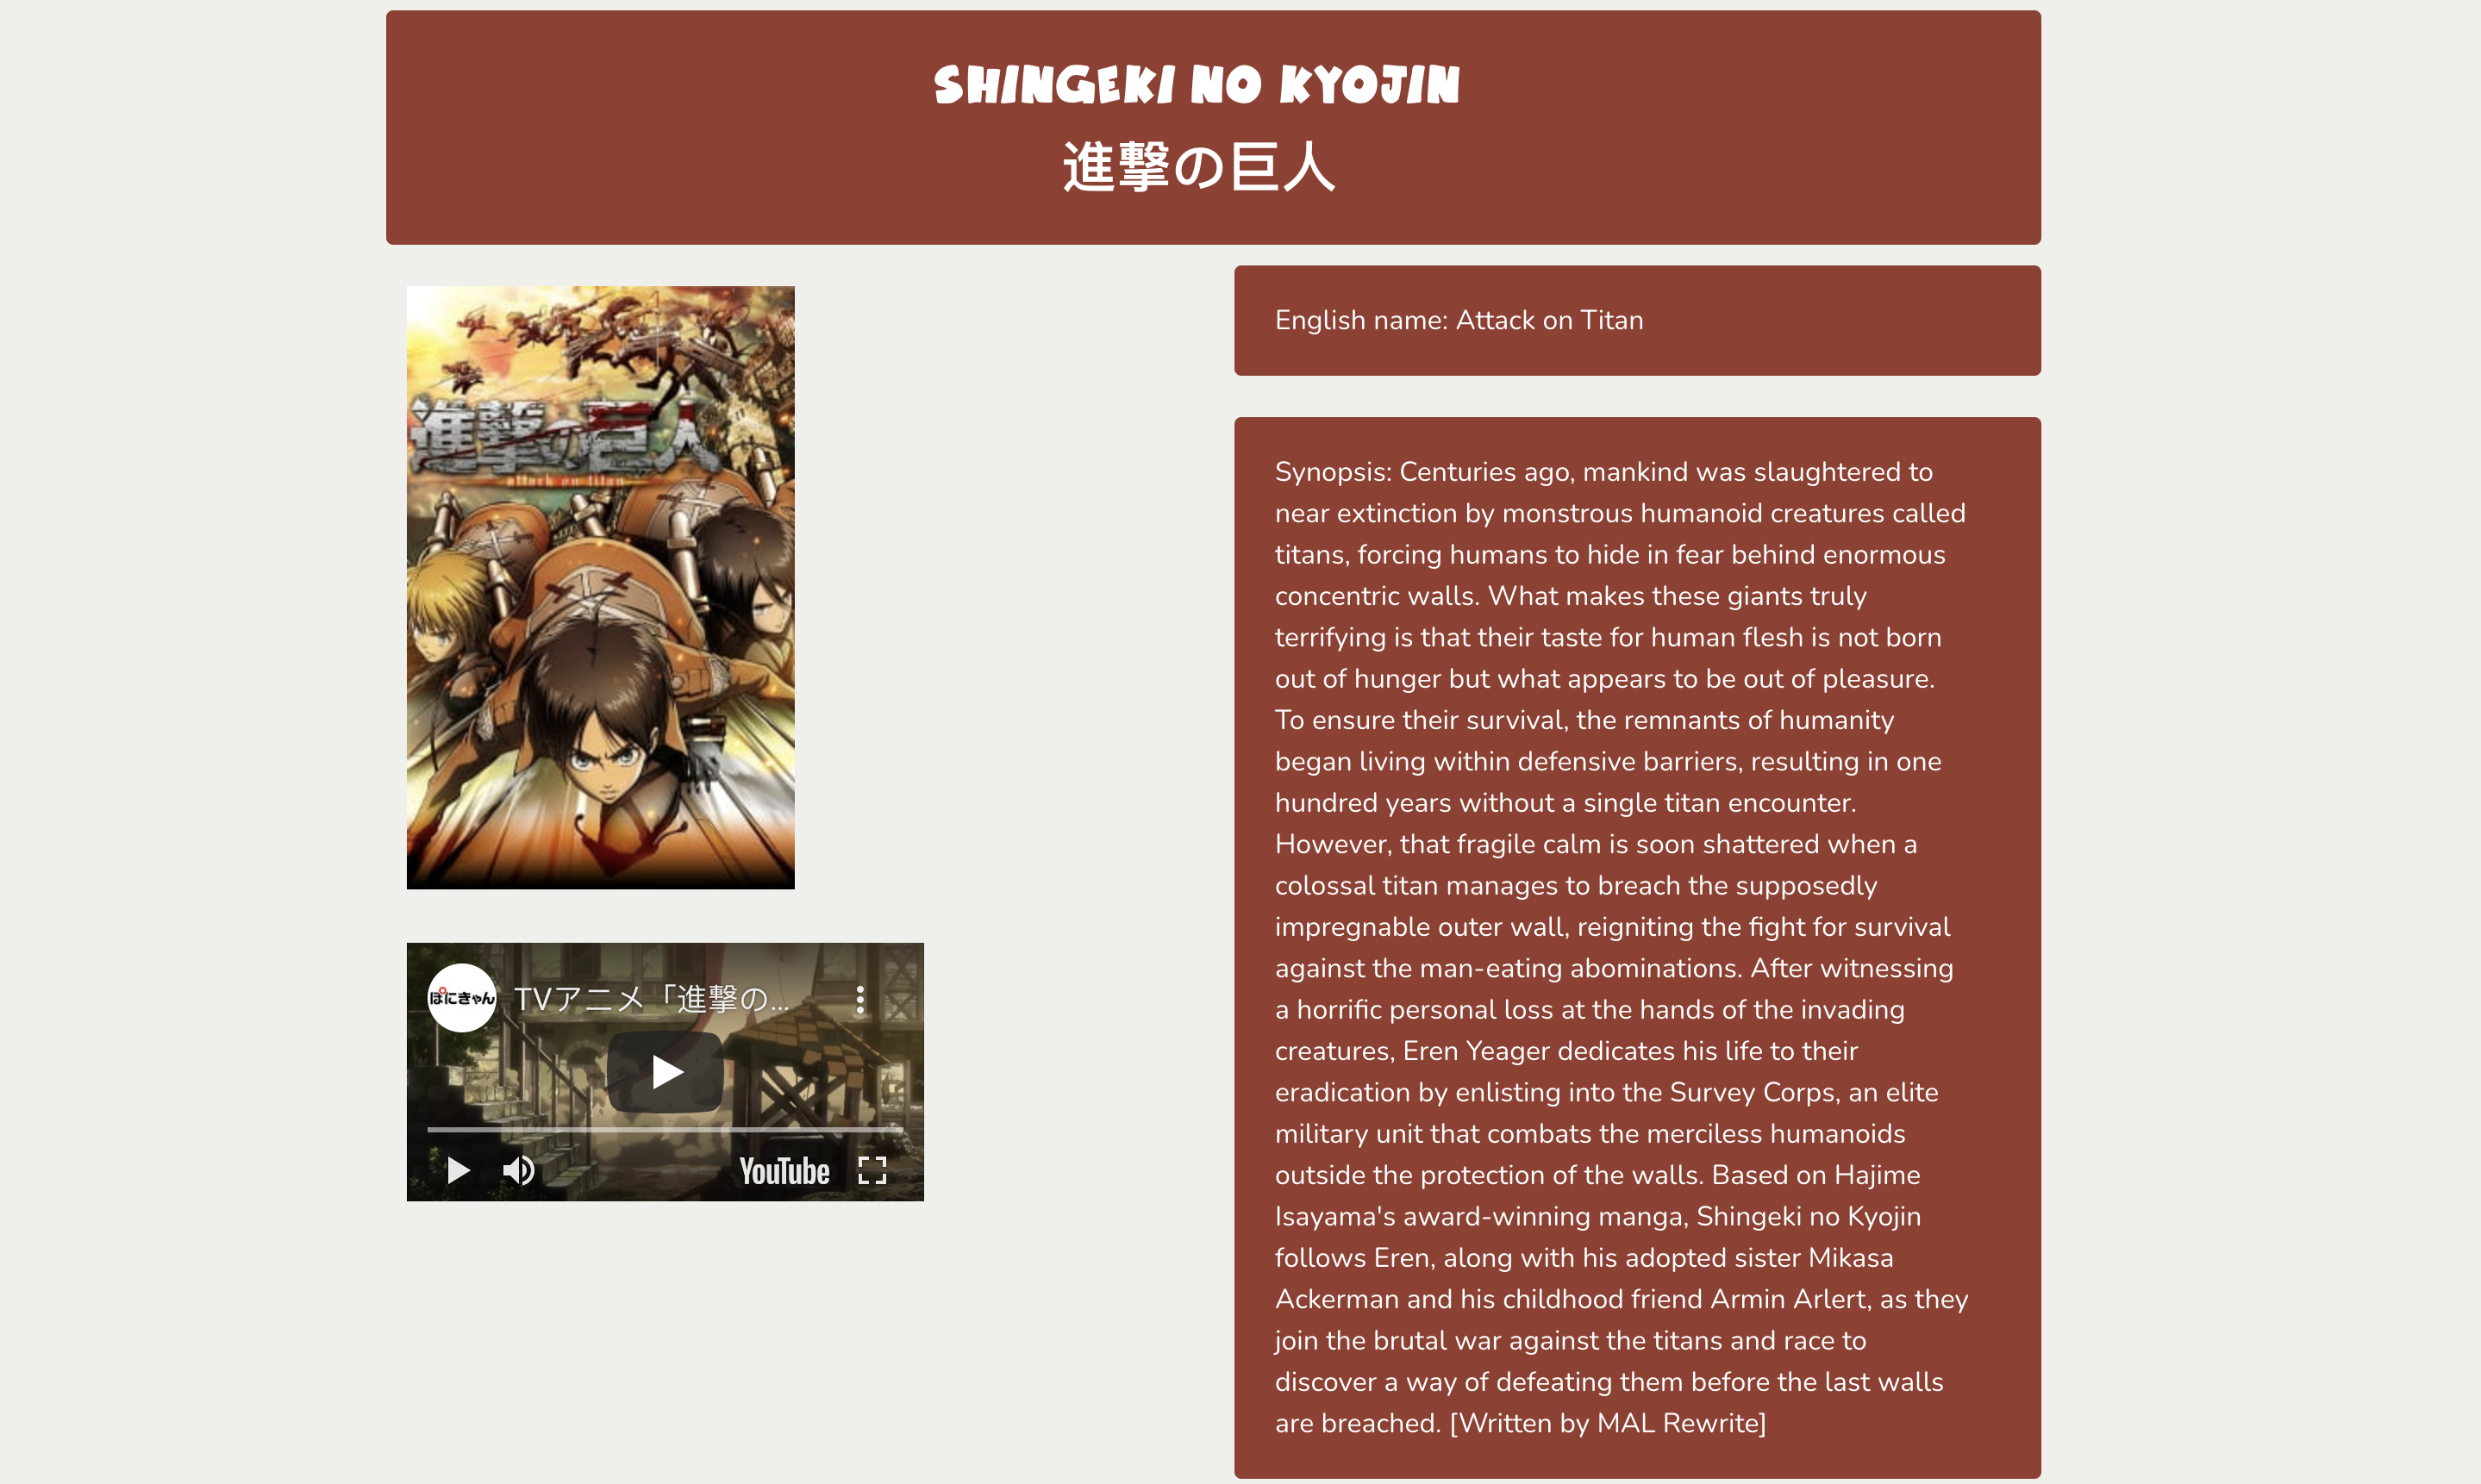 SHINGEKI NO KYOJIN
進撃の巨人
進撃の巨人
attack on titan
ぽにきゃん
TVアニメ「進撃の...
YouTube
English name: Attack on Titan
Synopsis: Centuries ago, mankind was slaughtered to
near extinction by monstrous humanoid creatures called
titans, forcing humans to hide in fear behind enormous
concentric walls. What makes these giants truly
terrifying is that their taste for human flesh is not born
out of hunger but what appears to be out of pleasure.
To ensure their survival, the remnants of humanity
began living within defensive barriers, resulting in one
hundred years without a single titan encounter.
However, that fragile calm is soon shattered when a
colossal titan manages to breach the supposedly
impregnable outer wall, reigniting the fight for survival
against the man-eating abominations. After witnessing
a horrific personal loss at the hands of the invading
creatures, Eren Yeager dedicates his life to their
eradication by enlisting into the Survey Corps, an elite
military unit that combats the merciless humanoids
outside the protection of the walls. Based on Hajime
Isayama's award-winning manga, Shingeki no Kyojin
follows Eren, along with his adopted sister Mikasa
Ackerman and his childhood friend Armin Arlert, as they
join the brutal war against the titans and race to
discover a way of defeating them before the last walls
are breached. [Written by MAL Rewrite]